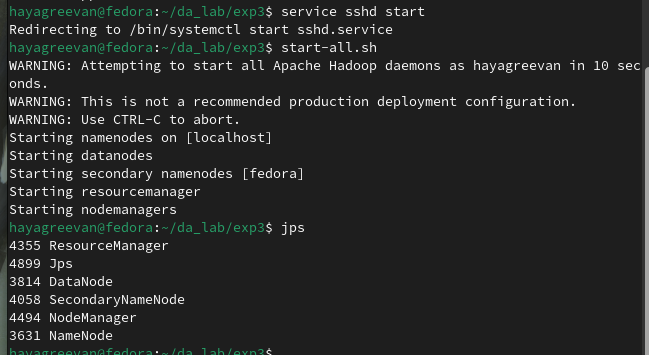 hayagreevan@fedora:~/da_lab/exp3$ service sshd start
Redirecting to /bin/systemctl start sshd.service
hayagreevan@fedora:~/da_lab/exp3$ start-all.sh
WARNING: Attempting to start all Apache Hadoop daemons as hayagreevan in 10 sec
onds.
WARNING: This is not a recommended production deployment configuration.
WARNING: Use CTRL-C to abort.
Starting namenodes on [localhost]
Starting datanodes
Starting secondary namenodes [fedora]
Starting resourcemanager
Starting nodemanagers
hayagreevan@fedora:~/da_lab/exp3$ jps
4355 ResourceManager
4899 Jps
3814 DataNode
4058 SecondaryNameNode
4494 NodeManager
3631 NameNode
hayagreevan@fedora:~/da_lab/exp3$